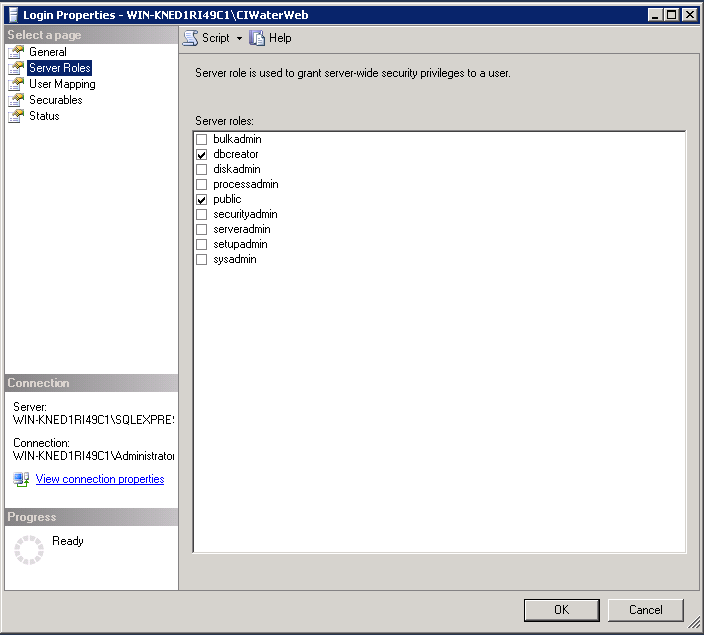 Login Properties - WIN-KNED1RI49C1\CIWaterWeb
Select a page
General
Server Roles
User Mapping
Securables
Status
Script
Help
Server role is used to grant server-wide security privileges to a user.
Server roles:
bulkadmin
dbcreator
diskadmin
processadmin
public
securityadmin
serveradmin
setupadmin
sysadmin
Connection
Server:
WIN-KNED1RI49C1\SQLEXPRES
Connection:
WIN-KNED1RI49C1\Administrator
View connection properties
Progress
Ready
OK
Cancel